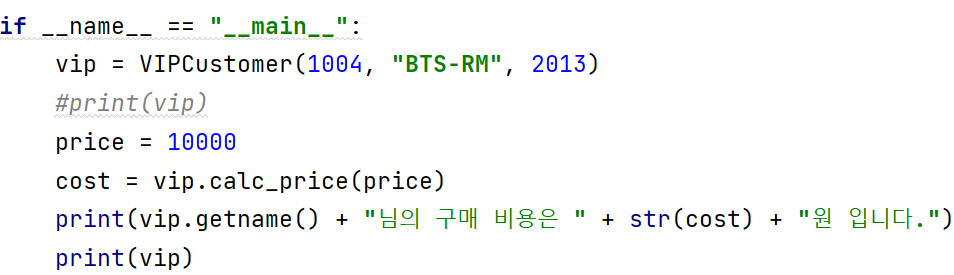 if __name__ == "__main__":
    vip = VIPCustomer(1004, "BTS-RM", 2013)
    #print(vip)
    price = 10000
    cost = vip.calc_price(price)
    print(vip.getname() + "님의 구매 비용은 " + str(cost) + "원 입니다.")
    print(vip)